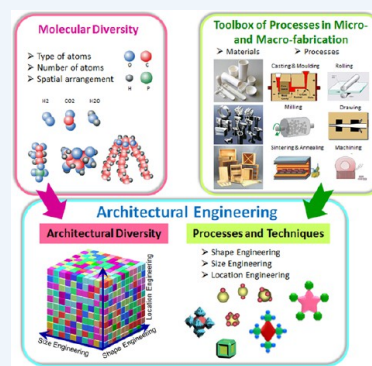 Molecular Diversity
➢ Type of atoms
➢ Number of atoms
➢ Spatial arrangement
O
C
H
P
H2
CO2
H2O
Toolbox of Processes in Micro-
and Macro-fabrication
➢ Materials
➢ Processes
Casting & Moulding
Rolling
Milling
Drawing
Sintering & Annealing
Machining
Architectural Engineering
Architectural Diversity
Processes and Techniques
➢ Shape Engineering
➢ Size Engineering
➢ Location Engineering
Location Engineering
Size Engineering
Shape Engineering